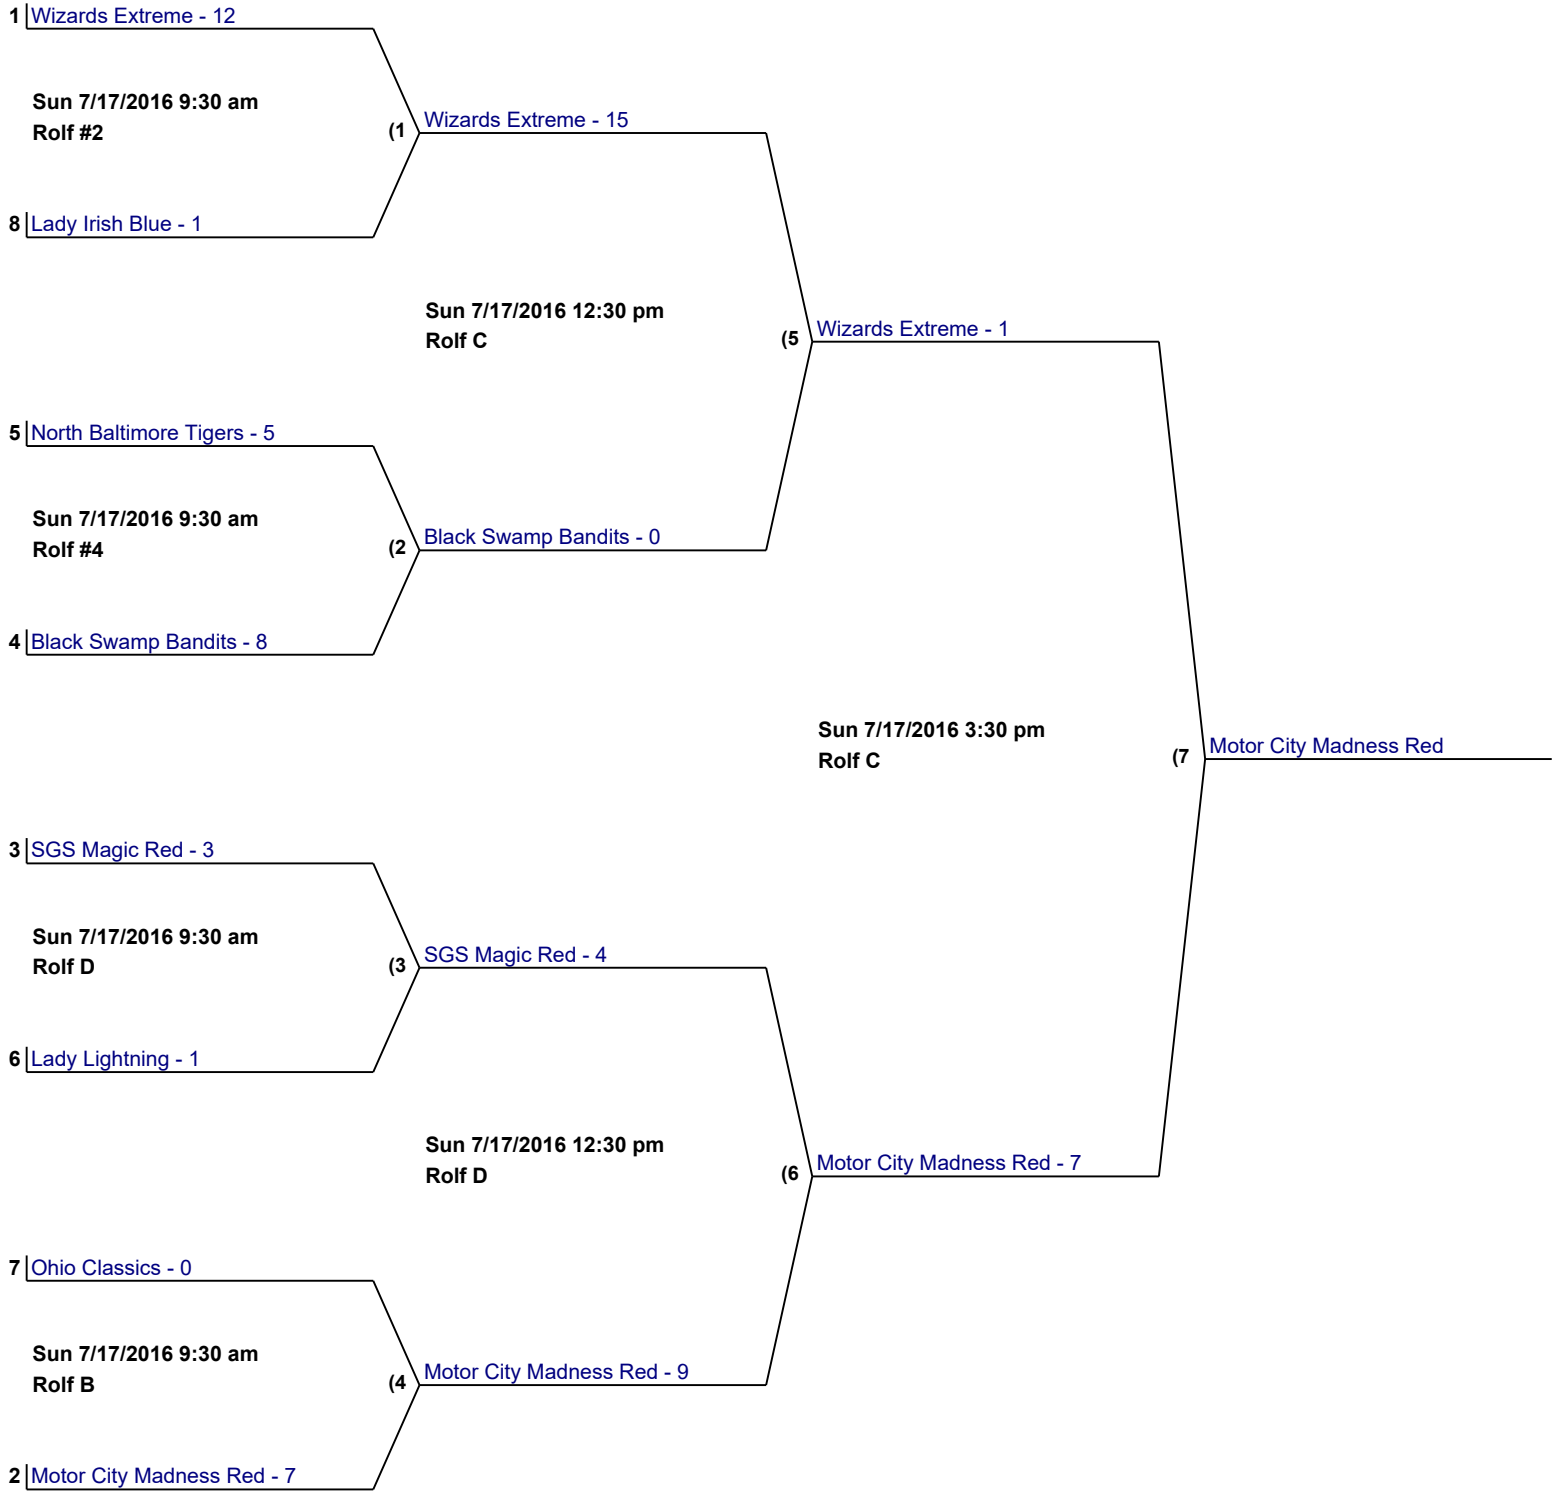 1 Wizards Extreme - 12
Sun 7/17/2016 9:30 am
Rolf #2
(1 Wizards Extreme - 15
8 Lady Irish Blue - 1
Sun 7/17/2016 12:30 pm
Rolf C
(5 Wizards Extreme - 1
5 North Baltimore Tigers - 5
Sun 7/17/2016 9:30 am
Rolf #4
(2 Black Swamp Bandits - 0
4 Black Swamp Bandits - 8
Sun 7/17/2016 3:30 pm
Rolf C
(7 Motor City Madness Red
3 SGS Magic Red - 3
Sun 7/17/2016 9:30 am
Rolf D
(3 SGS Magic Red - 4
6 Lady Lightning - 1
Sun 7/17/2016 12:30 pm
Rolf D
(6 Motor City Madness Red - 7
7 Ohio Classics - 0
Sun 7/17/2016 9:30 am
Rolf B
(4 Motor City Madness Red - 9
2 Motor City Madness Red - 7